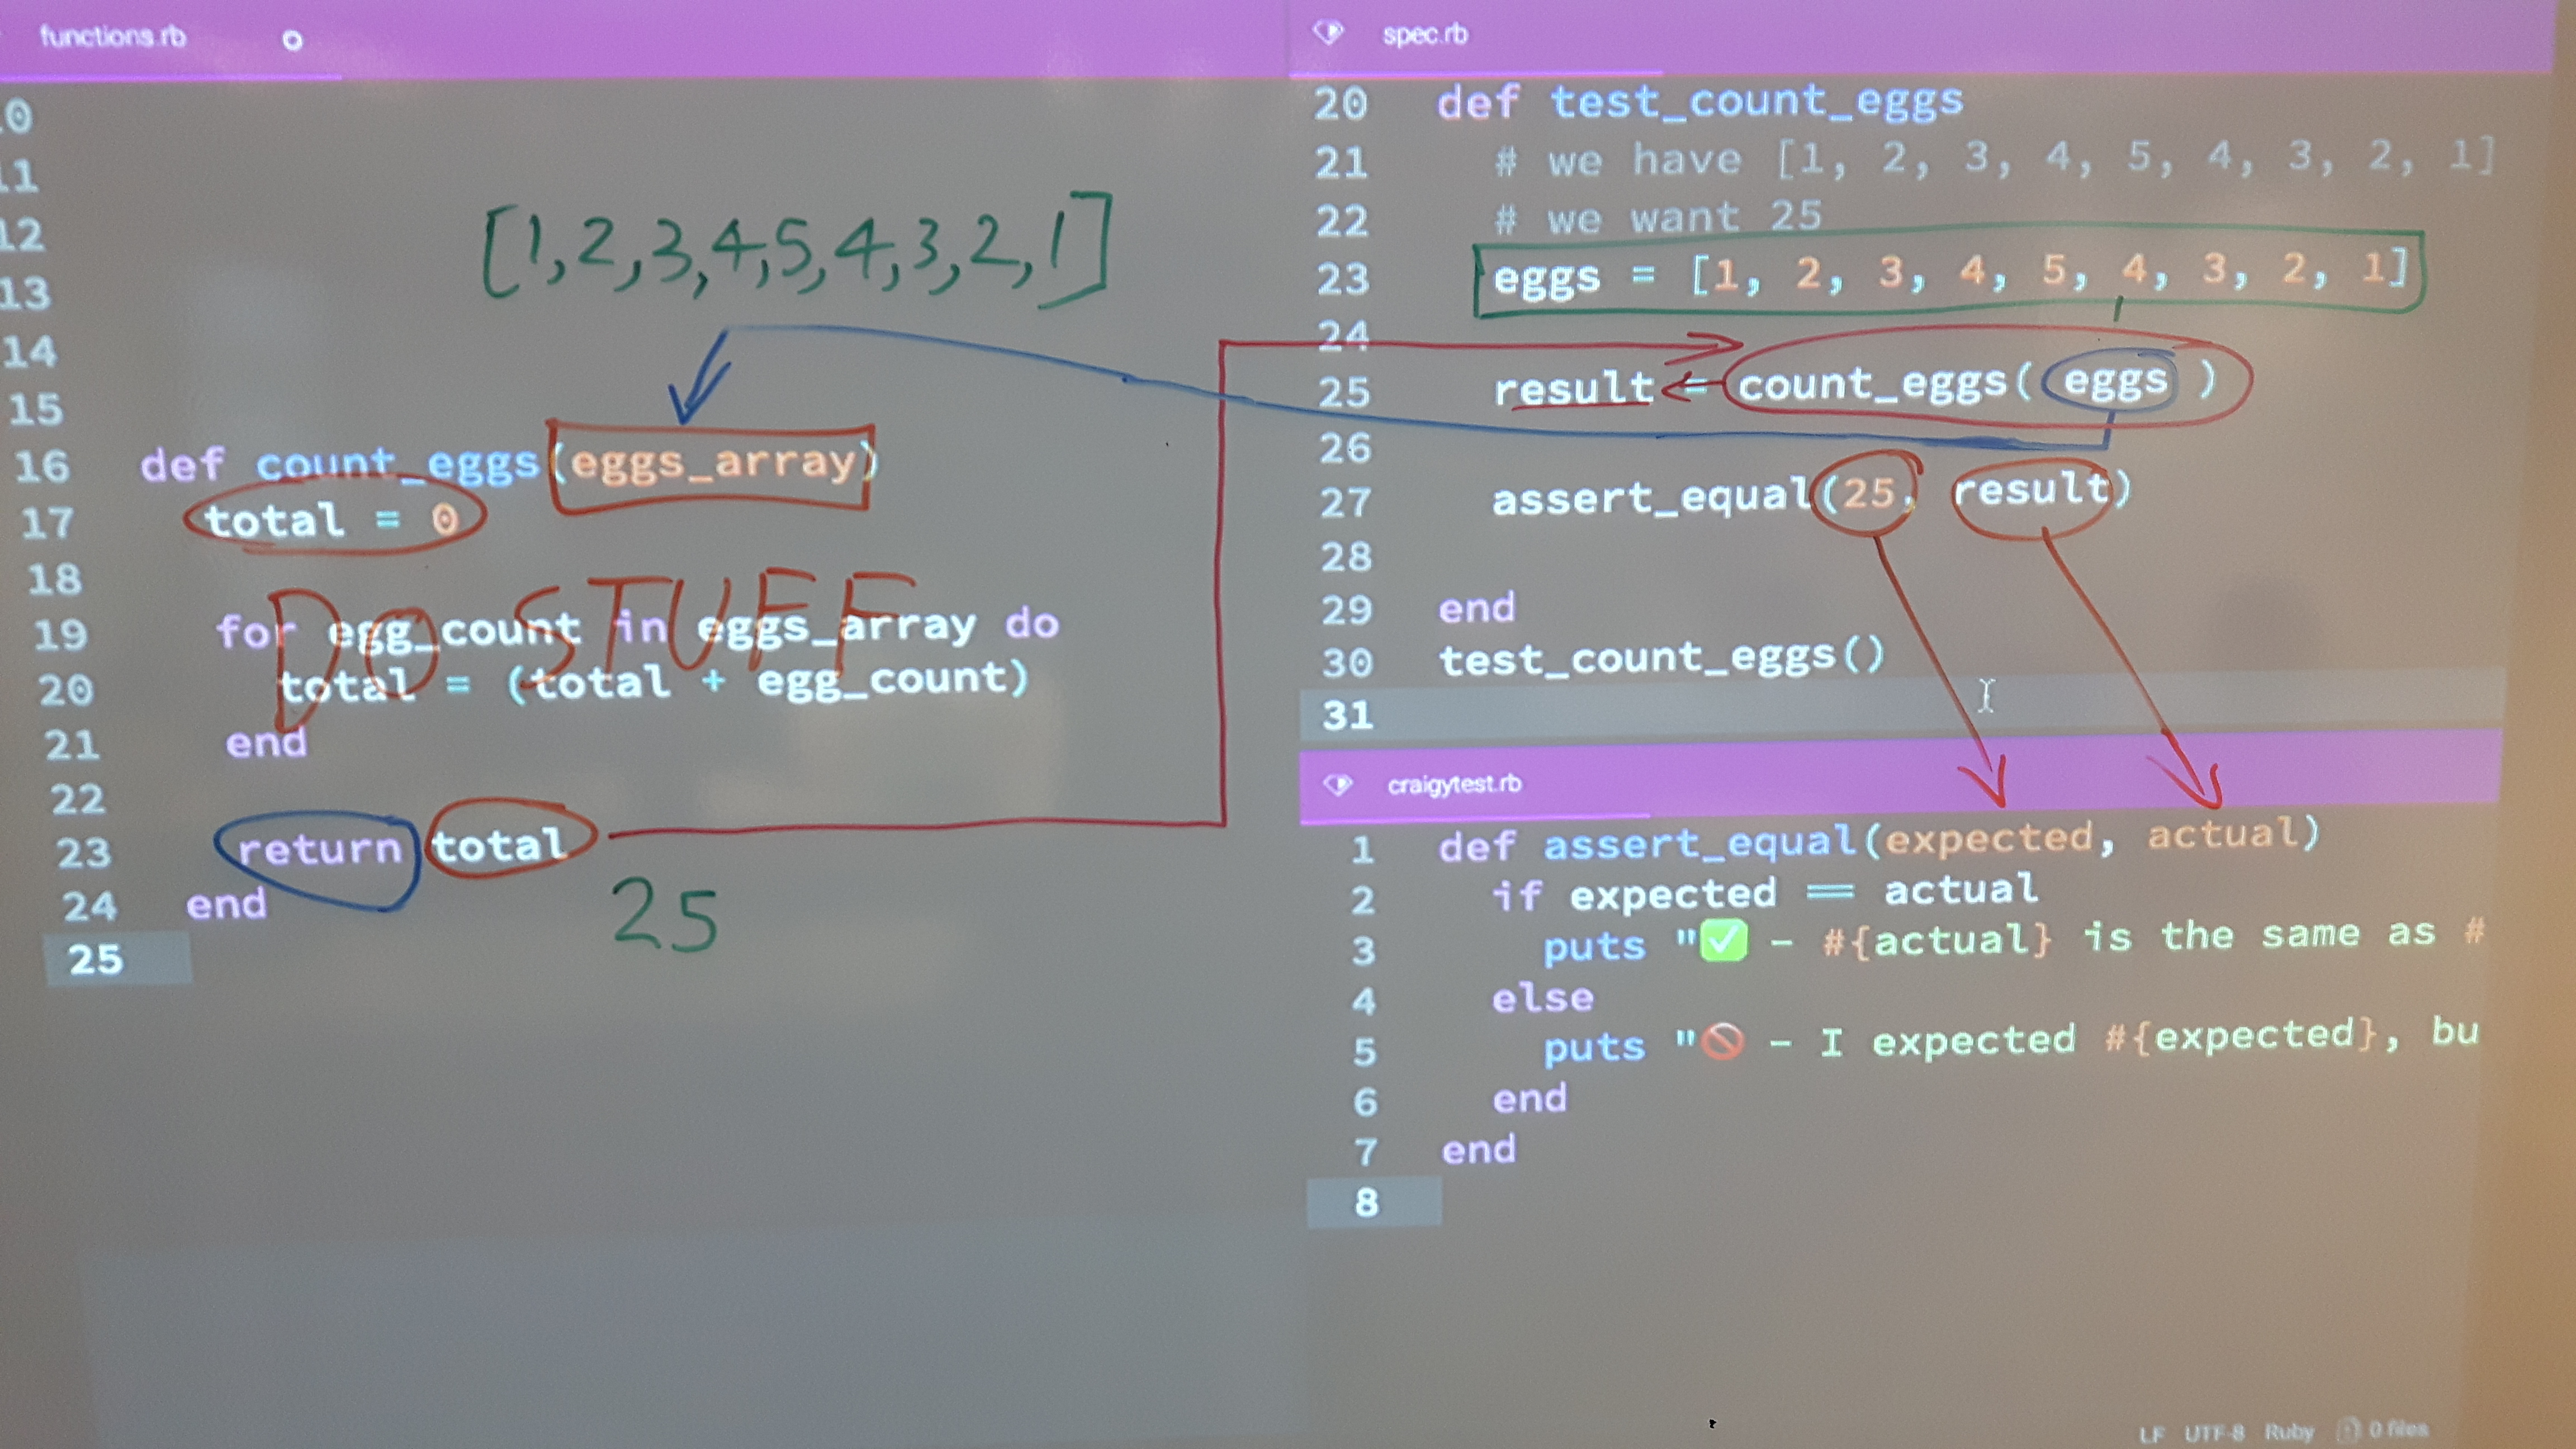 functions.rb
10
11
12
13
14
15
16 def count_eggs(eggs_array)
17 total = 0
18
19 for egg_count in eggs_array do
20 total = (total + egg_count)
21 end
22
23 return total
24 end
25
[1,2,3,4,5,4,3,2,1]
DO STUFF
25
spec.rb
20 def test_count_eggs
21 # we have [1, 2, 3, 4, 5, 4, 3, 2, 1]
22 # we want 25
23 eggs = [1, 2, 3, 4, 5, 4, 3, 2, 1]
24
25 result = count_eggs( eggs )
26
27 assert_equal(25, result)
28
29 end
30 test_count_eggs()
31
craigytest.rb
1 def assert_equal(expected, actual)
2 if expected == actual
3 puts "✅ - #{actual} is the same as #
4 else
5 puts "🚫 - I expected #{expected}, bu
6 end
7 end
8
LF UTF-8 Ruby 0 files